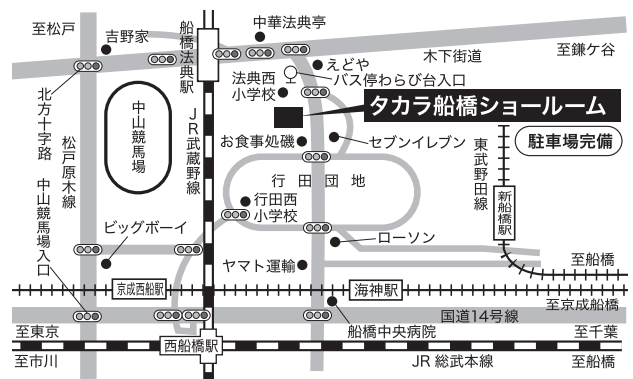 至松戸
吉野家
船橋法典駅
中華法典亭
えどや
木下街道
至鎌ケ谷
法典西
小学校
バス停わらび台入口
タカラ船橋ショールーム
北方十字路
松戸原木線
中山競馬場
JR武蔵野線
お食事処磯
セブンイレブン
東武野田線
駐車場完備
行田団地
行田西
小学校
新船橋駅
中山競馬場入口
ビッグボーイ
ローソン
ヤマト運輸
至船橋
京成西船駅
海神駅
至京成船橋
国道14号線
至東京
船橋中央病院
至千葉
西船橋駅
至市川
JR 総武本線
至船橋